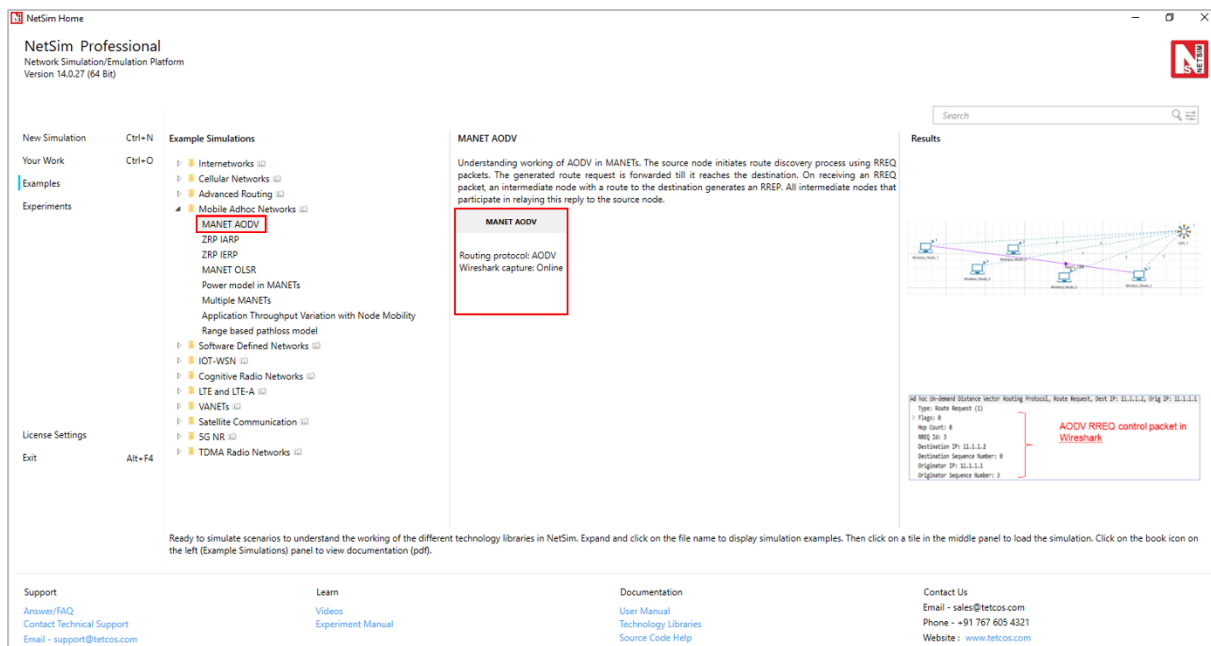 NetSim Home
NetSim Professional
Network Simulation/Emulation Platform
Version 14.0.27 (64 Bit)
NETSIM
Search
New Simulation Ctrl+N
Your Work Ctrl+O
Examples
Experiments
License Settings
Exit Alt+F4
Example Simulations
Internetworks
Cellular Networks
Advanced Routing
Mobile Adhoc Networks
MANET AODV
ZRP IARP
ZRP IERP
MANET OLSR
Power model in MANETs
Multiple MANETs
Application Throughput Variation with Node Mobility
Range based pathloss model
Software Defined Networks
IOT-WSN
Cognitive Radio Networks
LTE and LTE-A
VANETs
Satellite Communication
5G NR
TDMA Radio Networks
MANET AODV
Understanding working of AODV in MANETs. The source node initiates route discovery process using RREQ
packets. The generated route request is forwarded till it reaches the destination. On receiving an RREQ
packet, an intermediate node with a route to the destination generates an RREP. All intermediate nodes that
participate in relaying this reply to the source node.
MANET AODV
Routing protocol: AODV
Wireshark capture: Online
Results
Ad hoc On-demand Distance Vector Routing Protocol, Route Request, Dest IP: 11.1.1.2, Orig IP: 11.1.1.1
Type: Route Request (1)
Flags: 0
Hop Count: 0
RREQ Id: 3
Destination IP: 11.1.1.2
Destination Sequence Number: 0
Originator IP: 11.1.1.1
Originator Sequence Number: 3
AODV RREQ control packet in
Wireshark
Ready to simulate scenarios to understand the working of the different technology libraries in NetSim. Expand and click on the file name to display simulation examples. Then click on a tile in the middle panel to load the simulation. Click on the book icon on
the left (Example Simulations) panel to view documentation (pdf).
Support
Answer/FAQ
Contact Technical Support
Email - support@tetcos.com
Learn
Videos
Experiment Manual
Documentation
User Manual
Technology Libraries
Source Code Help
Contact Us
Email - sales@tetcos.com
Phone - +91 767 605 4321
Website : www.tetcos.com